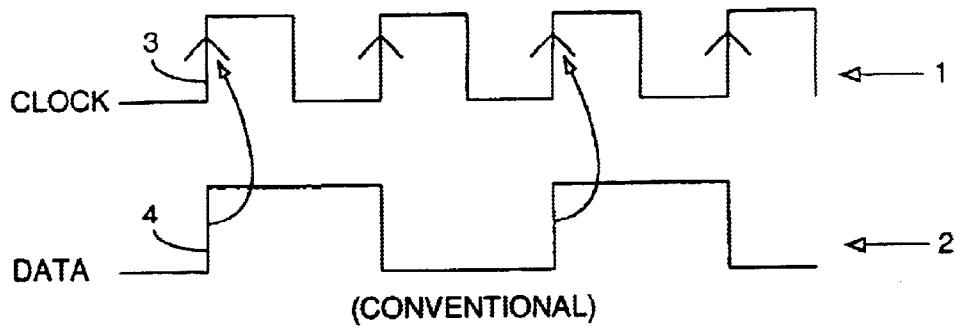 3
CLOCK
1
4
DATA
2
(CONVENTIONAL)